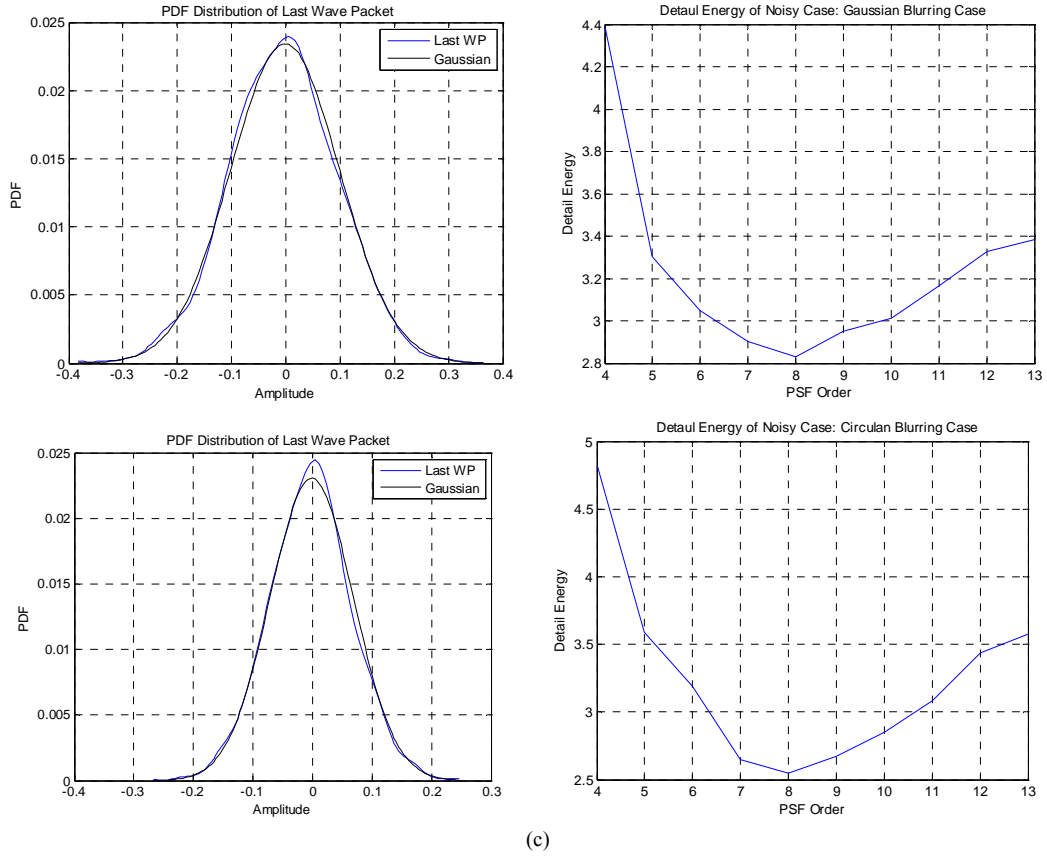 PDF Distribution of Last Wave Packet
Last WP
Gaussian
0.025
0.02
0.015
0.01
0.005
0
PDF
-0.4 -0.3 -0.2 -0.1 0 0.1 0.2 0.3 0.4
Amplitude
Detaul Energy of Noisy Case: Gaussian Blurring Case
4.4
4.2
4
3.8
3.6
3.4
3.2
3
2.8
Detail Energy
4 5 6 7 8 9 10 11 12 13
PSF Order
PDF Distribution of Last Wave Packet
Last WP
Gaussian
0.025
0.02
0.015
0.01
0.005
0
PDF
-0.4 -0.3 -0.2 -0.1 0 0.1 0.2 0.3
Amplitude
Detaul Energy of Noisy Case: Circulan Blurring Case
5
4.5
4
3.5
3
2.5
Detail Energy
4 5 6 7 8 9 10 11 12 13
PSF Order
(c)